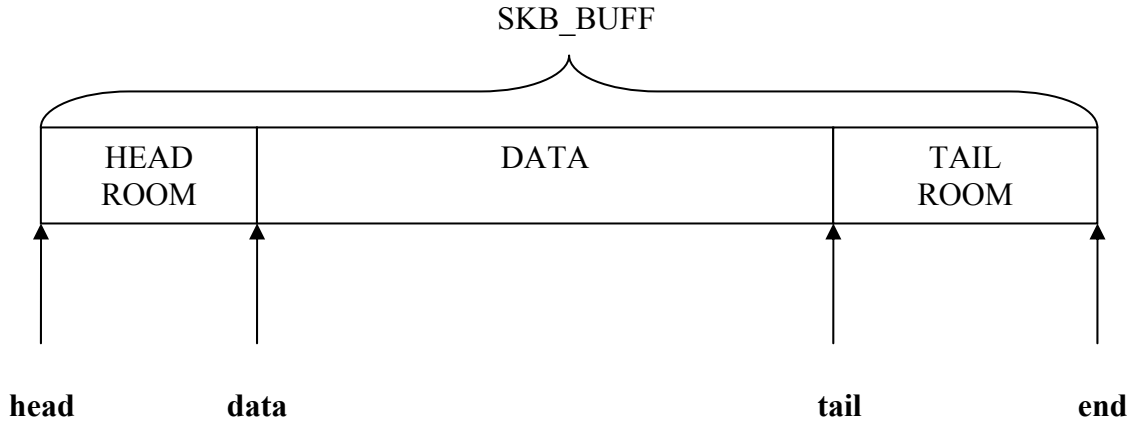 SKB_BUFF
HEAD ROOM
DATA
TAIL ROOM
head
data
tail
end